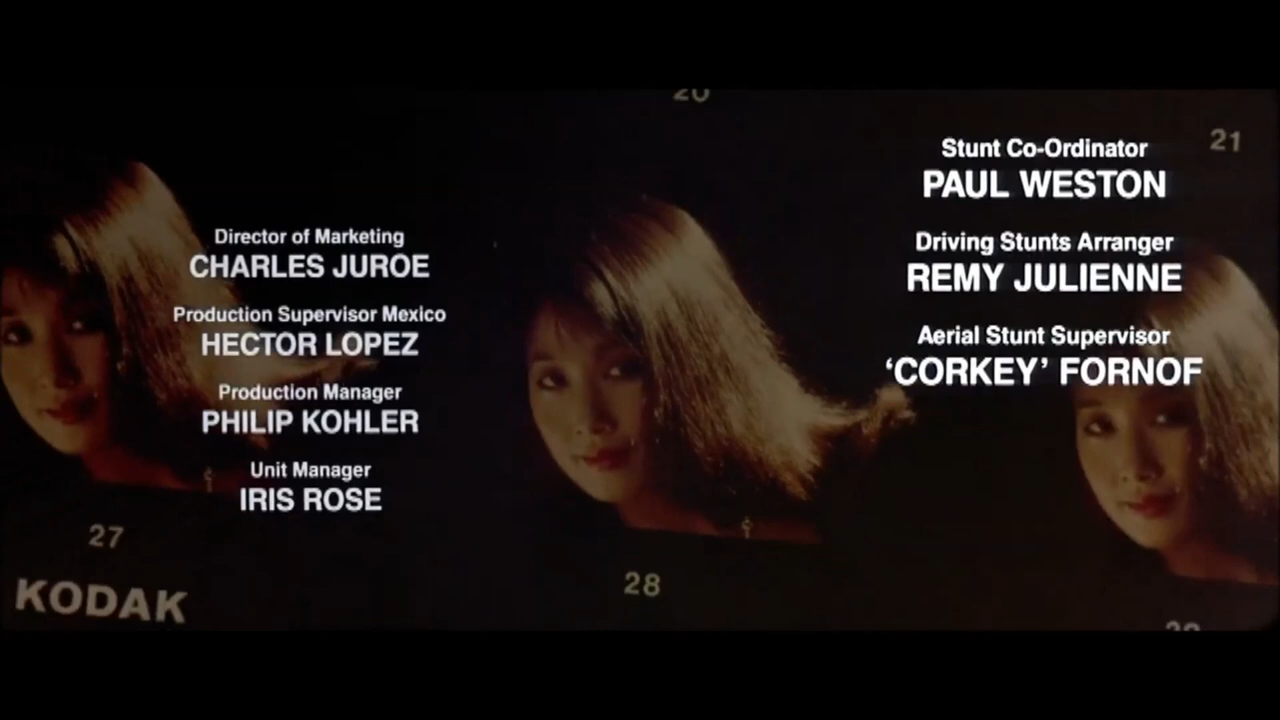 20
21
Stunt Co-Ordinator
PAUL WESTON
Driving Stunts Arranger
REMY JULIENNE
Aerial Stunt Supervisor
‘CORKEY’ FORNOF
Director of Marketing
CHARLES JUROE
Production Supervisor Mexico
HECTOR LOPEZ
Production Manager
PHILIP KOHLER
Unit Manager
IRIS ROSE
27
KODAK
28